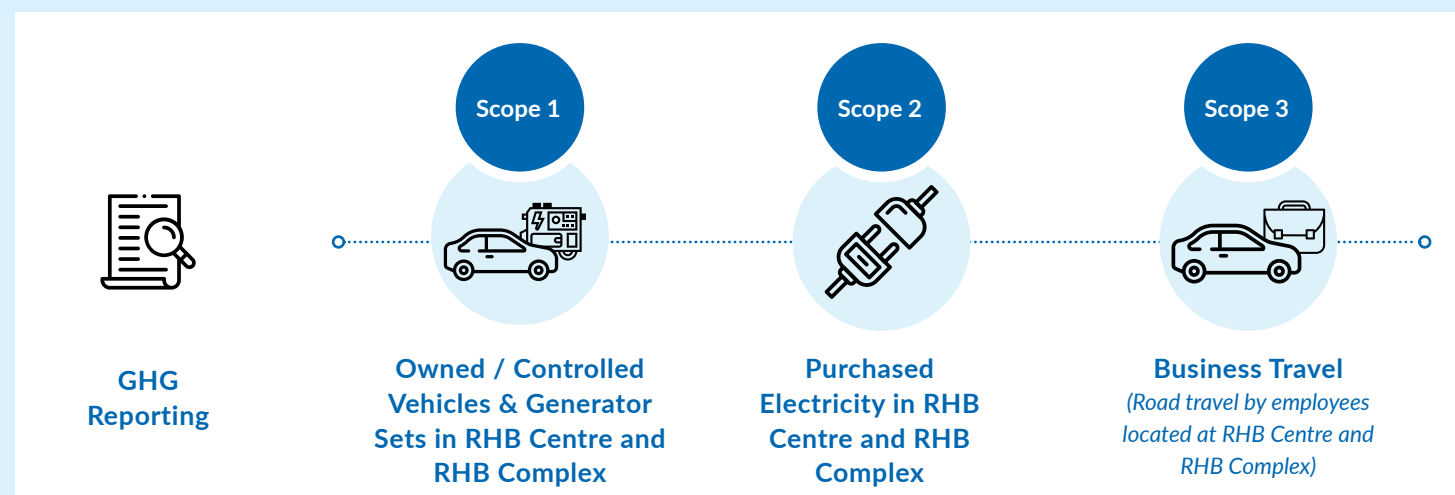 Scope 1
Scope 2
Scope 3
GHG
Reporting
Owned / Controlled
Vehicles & Generator
Sets in RHB Centre and
RHB Complex
Purchased
Electricity in RHB
Centre and RHB
Complex
Business Travel
(Road travel by employees
located at RHB Centre and
RHB Complex)